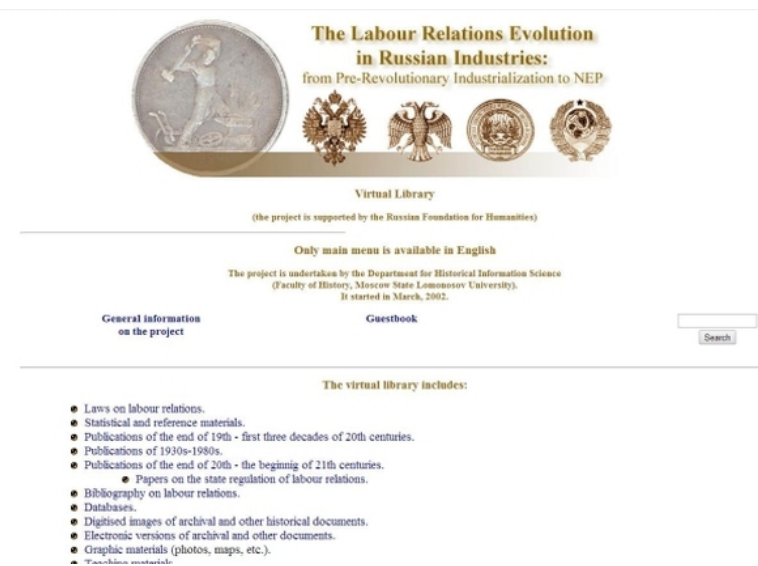 The Labour Relations Evolution
in Russian Industries:
from Pre-Revolutionary Industrialization to NEP
Virtual Library
(the project is supported by the Russian Foundation for Humanities)
Only main menu is available in English
The project is undertaken by the Department for Historical Information Science
(Faculty of History, Moscow State Lomonosov University).
It started in March, 2002.
General information
on the project
Guestbook
Search
The virtual library includes:
Laws on labour relations.
Statistical and reference materials.
Publications of the end of 19th - first three decades of 20th centuries.
Publications of 1930s-1980s.
Publications of the end of 20th - the beginnig of 21th centuries.
Papers on the state regulation of labour relations.
Bibliography on labour relations.
Databases.
Digitised images of archival and other historical documents.
Electronic versions of archival and other documents.
Graphic materials (photos, maps, etc.).
Teaching materials